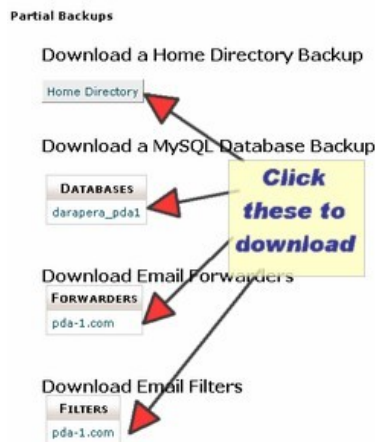 Partial Backups
Download a Home Directory Backup
Home Directory
Download a MySQL Database Backup
DATABASES
darapera_pda1
Click
these to
download
Download Email Forwarders
FORWARDERS
pda-1.com
Download Email Filters
FILTERS
pda-1.com